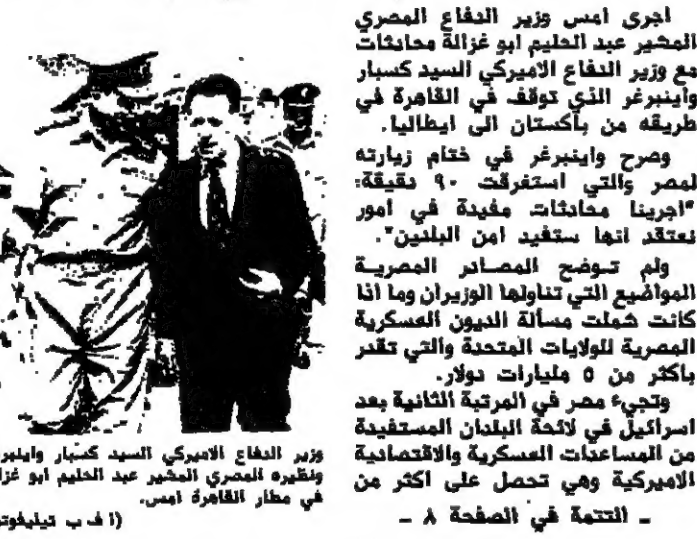 اجرى امس وزير الدفاع المصري
المشير عبد الحليم ابو غزالة محادثات
مع وزير الدفاع الاميركي السيد كسبار
واينبرغر الذي توقف في القاهرة في
طريقه من باكستان الى ايطاليا.
وصرح واينبرغر في ختام زيارته
لمصر والتي استغرقت ٩٠ دقيقة:
"اجرينا محادثات مفيدة في امور
نعتقد انها ستفيد امن البلدين".
ولم توضح المصادر المصرية
المواضيع التي تناولها الوزيران وما اذا
كانت شملت مسألة الديون العسكرية
المصرية للولايات المتحدة والتي تقدر
باكثر من ٥ مليارات دولار.
وتجيء مصر في المرتبة الثانية بعد
اسرائيل في لائحة البلدان المستفيدة
من المساعدات العسكرية والاقتصادية
الاميركية وهي تحصل على اكثر من
ـ التتمة في الصفحة ٨ ـ
وزير الدفاع الاميركي السيد كسبار واينبر
ونظيره المصري المشير عبد الحليم ابو غزا
في مطار القاهرة امس.
(ا ف ب تيليفوتو